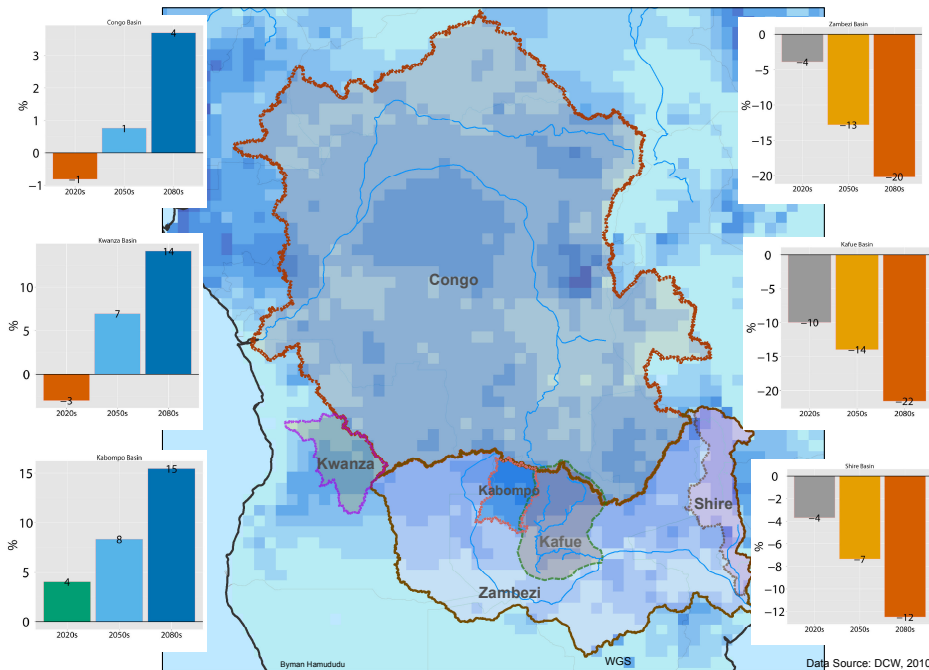 Congo Basin
%
3
2
1
0
−1
−1
1
4
2020s 2050s 2080s
Kwanza Basin
%
10
5
0
−3
7
14
2020s 2050s 2080s
Kabompo Basin
%
15
10
5
0
4
8
15
2020s 2050s 2080s
Congo
Kwanza
Kabompo
Kafue
Shire
Zambezi
Zambezi Basin
%
0
−5
−10
−15
−20
−4
−13
−20
2020s 2050s 2080s
Kafue Basin
%
0
−5
−10
−15
−20
−10
−14
−22
2020s 2050s 2080s
Shire Basin
%
0
−2
−4
−6
−8
−10
−12
−4
−7
−12
2020s 2050s 2080s
Byman Hamududu
WGS
Data Source: DCW, 2010